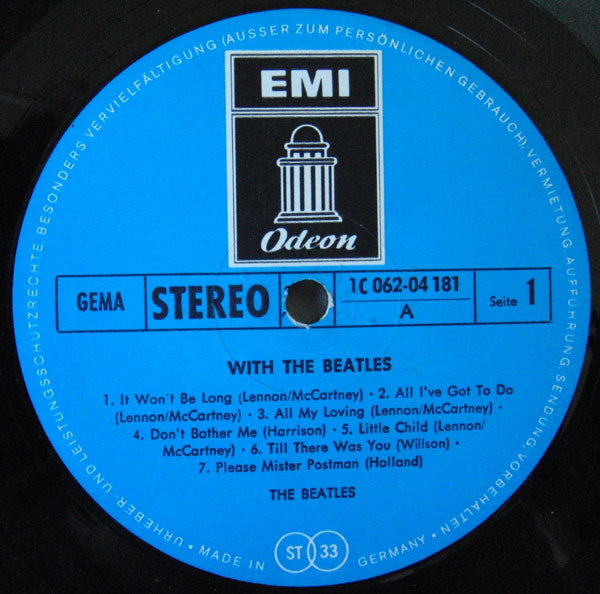 URHEBER- UND LEISTUNGSSCHUTZRECHTE, BESONDERS VERVIELFÄLTIGUNG (AUSSER ZUM PERSÖNLICHEN GEBRAUCH), VERMIETUNG, AUFFÜHRUNG, SENDUNG, VORBEHALTEN
EMI
Odeon
GEMA
STEREO
1C 062-04 181
A
Seite 1
WITH THE BEATLES
1. It Won't Be Long (Lennon/McCartney) · 2. All I've Got To Do
(Lennon/McCartney) · 3. All My Loving (Lennon/McCartney) ·
4. Don't Bother Me (Harrison) · 5. Little Child (Lennon/
McCartney) · 6. Till There Was You (Willson) ·
7. Please Mister Postman (Holland)
THE BEATLES
· MADE IN GERMANY ·
ST 33